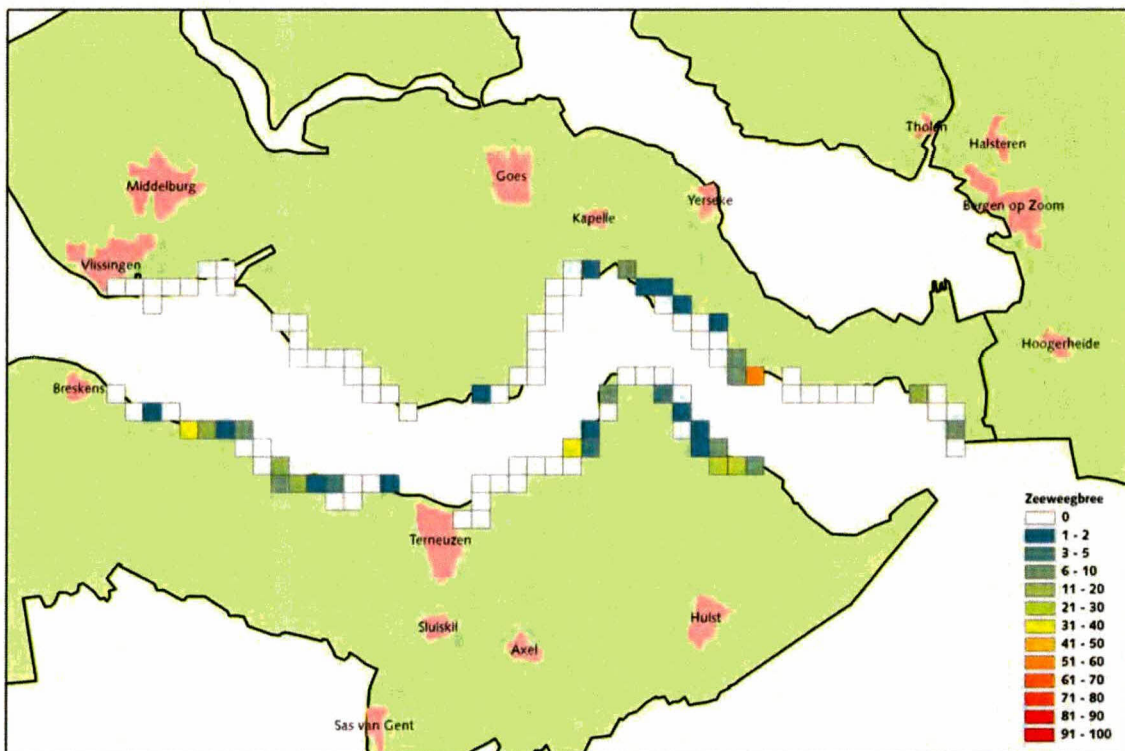 Tholen
Halsteren
Middelburg
Goes
Yerseke
Bergen op Zoom
Kapelle
Vlissingen
Hoogerheide
Breskens
Terneuzen
Sluiskil
Axel
Hulst
Sas van Gent
Zeeweegbree
0
1 - 2
3 - 5
6 - 10
11 - 20
21 - 30
31 - 40
41 - 50
51 - 60
61 - 70
71 - 80
81 - 90
91 - 100